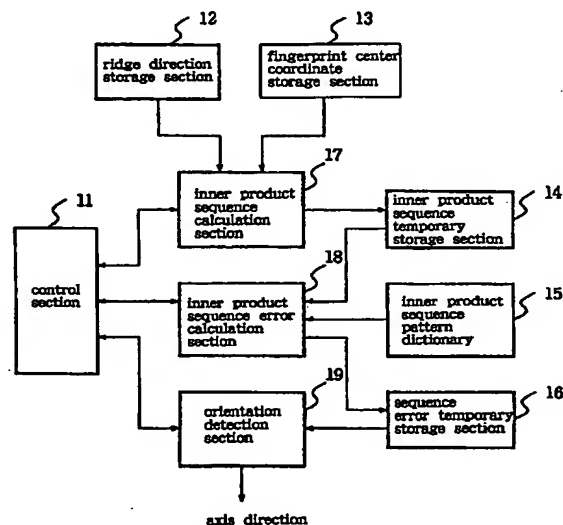 12
13
ridge direction
storage section
fingerprint center
coordinate
storage section
17
11
inner product
sequence
calculation section
14
inner product
sequence
temporary
storage section
18
control
section
inner product
sequence error
calculation
section
15
inner product
sequence
pattern
dictionary
19
orientation
detection
section
16
sequence
error temporary
storage section
axis direction